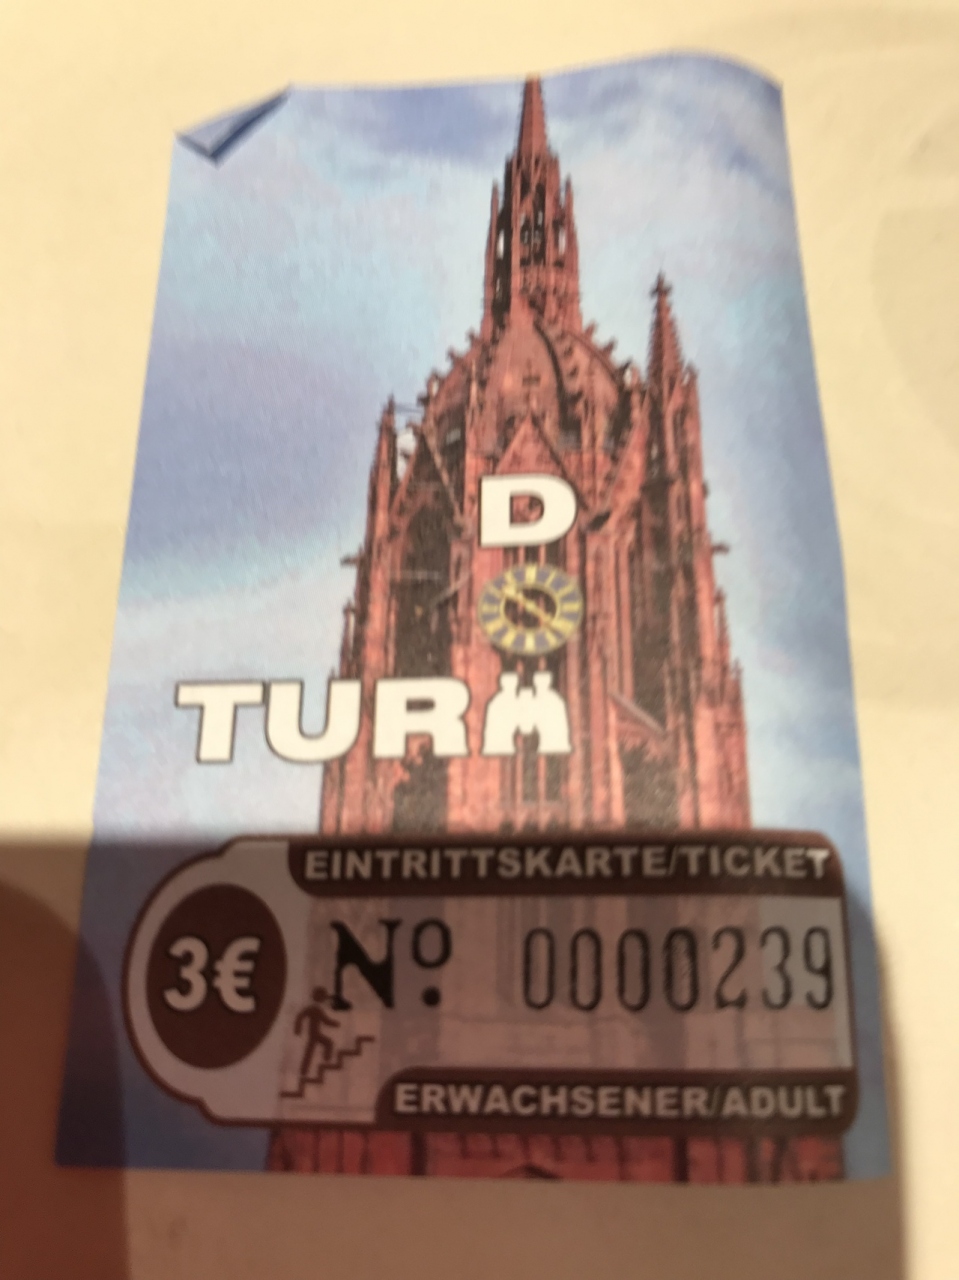 D
TURM
EINTRITTSKARTE/TICKET
3€ Nº. 0000239
ERWACHSENER/ADULT